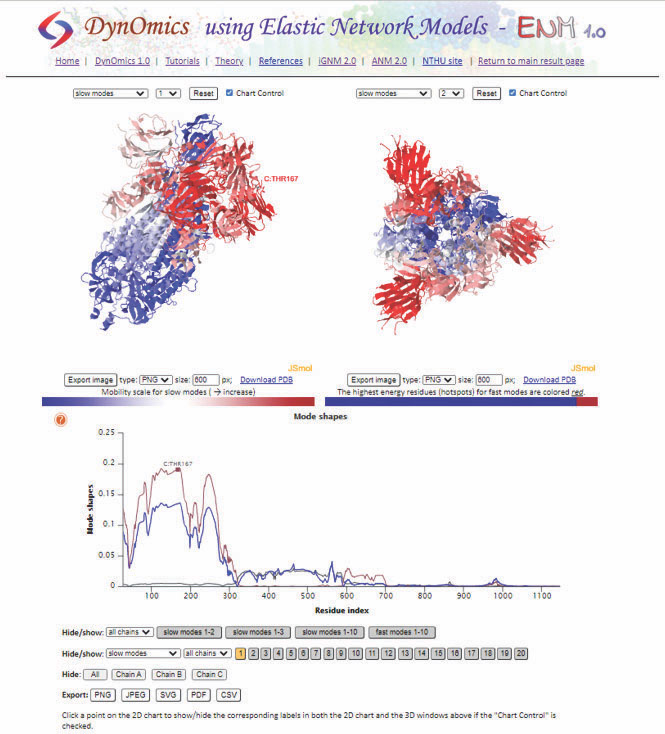 DynOmics using Elastic Network Models - ENM 1.0
Home | DynOmics 1.0 | Tutorials | Theory | References | iGNM 2.0 | ANM 2.0 | NTHU site | Return to main result page
slow modes 1 Reset Chart Control slow modes 2 Reset Chart Control
C:THR167
JSmol JSmol
Export image type: PNG size: 600 px; Download PDB Export image type: PNG size: 600 px; Download PDB
Mobility scale for slow modes ( → increase) The highest energy residues (hotspots) for fast modes are colored red.
?
Mode shapes
0.25
0.2
0.15
0.1
0.05
0
Mode shapes
C:THR167
100 200 300 400 500 600 700 800 900 1000 1100
Residue index
Hide/show: all chains slow modes 1-2 slow modes 1-3 slow modes 1-10 fast modes 1-10
Hide/show: slow modes all chains 1 2 3 4 5 6 7 8 9 10 11 12 13 14 15 16 17 18 19 20
Hide: All Chain A Chain B Chain C
Export: PNG JPEG SVG PDF CSV
Click a point on the 2D chart to show/hide the corresponding labels in both the 2D chart and the 3D windows above if the "Chart Control" is
checked.